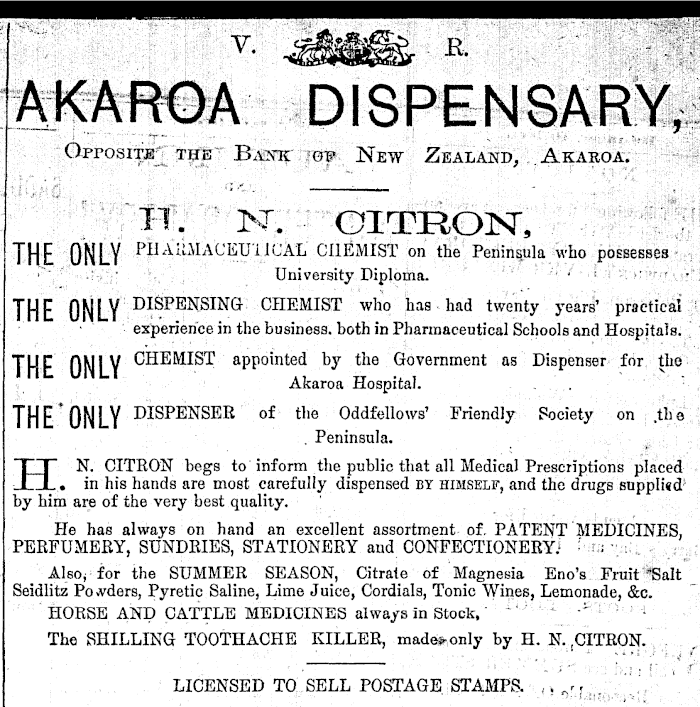 V. R.
AKAROA DISPENSARY,
OPPOSITE THE BANK OF NEW ZEALAND, AKAROA.
H. N. CITRON,
THE ONLY PHARMACEUTICAL CHEMIST on the Peninsula who possesses
University Diploma.
THE ONLY DISPENSING CHEMIST who has had twenty years' practical
experience in the business. both in Pharmaceutical Schools and Hospitals.
THE ONLY CHEMIST appointed by the Government as Dispenser for the
Akaroa Hospital.
THE ONLY DISPENSER of the Oddfellows' Friendly Society on the
Peninsula.
H. N. CITRON begs to inform the public that all Medical Prescriptions placed
in his hands are most carefully dispensed BY HIMSELF, and the drugs supplied
by him are of the very best quality.
He has always on hand an excellent assortment of PATENT MEDICINES,
PERFUMERY, SUNDRIES, STATIONERY and CONFECTIONERY.
Also, for the SUMMER SEASON, Citrate of Magnesia Eno's Fruit Salt
Seidlitz Powders, Pyretic Saline, Lime Juice, Cordials, Tonic Wines, Lemonade, &c.
HORSE AND CATTLE MEDICINES always in Stock,
The SHILLING TOOTHACHE KILLER, made only by H. N. CITRON.
LICENSED TO SELL POSTAGE STAMPS.